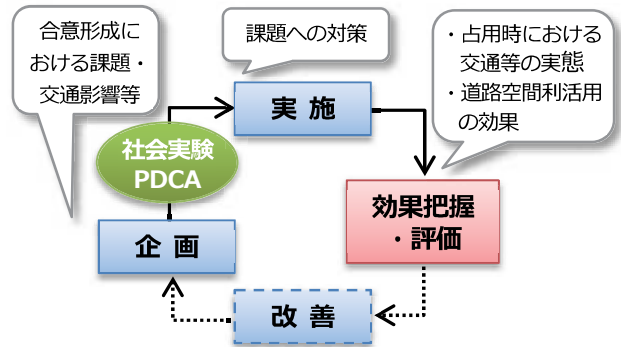 合意形成
における課題・
交通影響等
課題への対策
・占用時における
交通等の実態
・道路空間利活用
の効果
実 施
社会実験
PDCA
効果把握
・評価
企 画
改 善